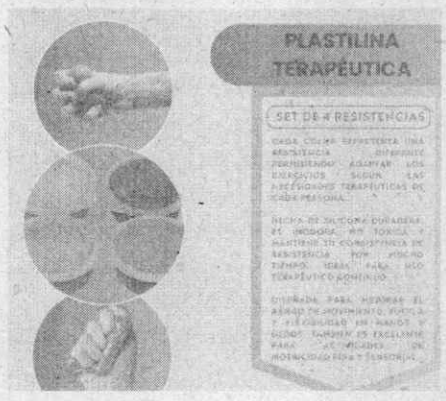 PLASTILINA
TERAPÉUTICA
SET DE 4 RESISTENCIAS
CADA COLOR REPRESENTA UNA
RESISTENCIA DIFERENTE
PERMITIENDO ADAPTAR LOS
EJERCICIOS SEGÚN LAS
NECESIDADES TERAPÉUTICAS DE
CADA PERSONA.
HECHA DE SILICONA DURADERA,
ES INODORA, NO TÓXICA Y
MANTIENE SU CONSISTENCIA DE
RESISTENCIA POR MUCHO
TIEMPO, IDEAL PARA USO
TERAPÉUTICO
DISEÑADA PARA MEJORAR EL
RANGO DE MOVIMIENTO, FUERZA
Y FLEXIBILIDAD EN MANOS Y
DEDOS. TAMBIÉN ES EXCELENTE
PARA ACTIVIDADES DE
MOTRICIDAD FINA Y SENSORIAL.